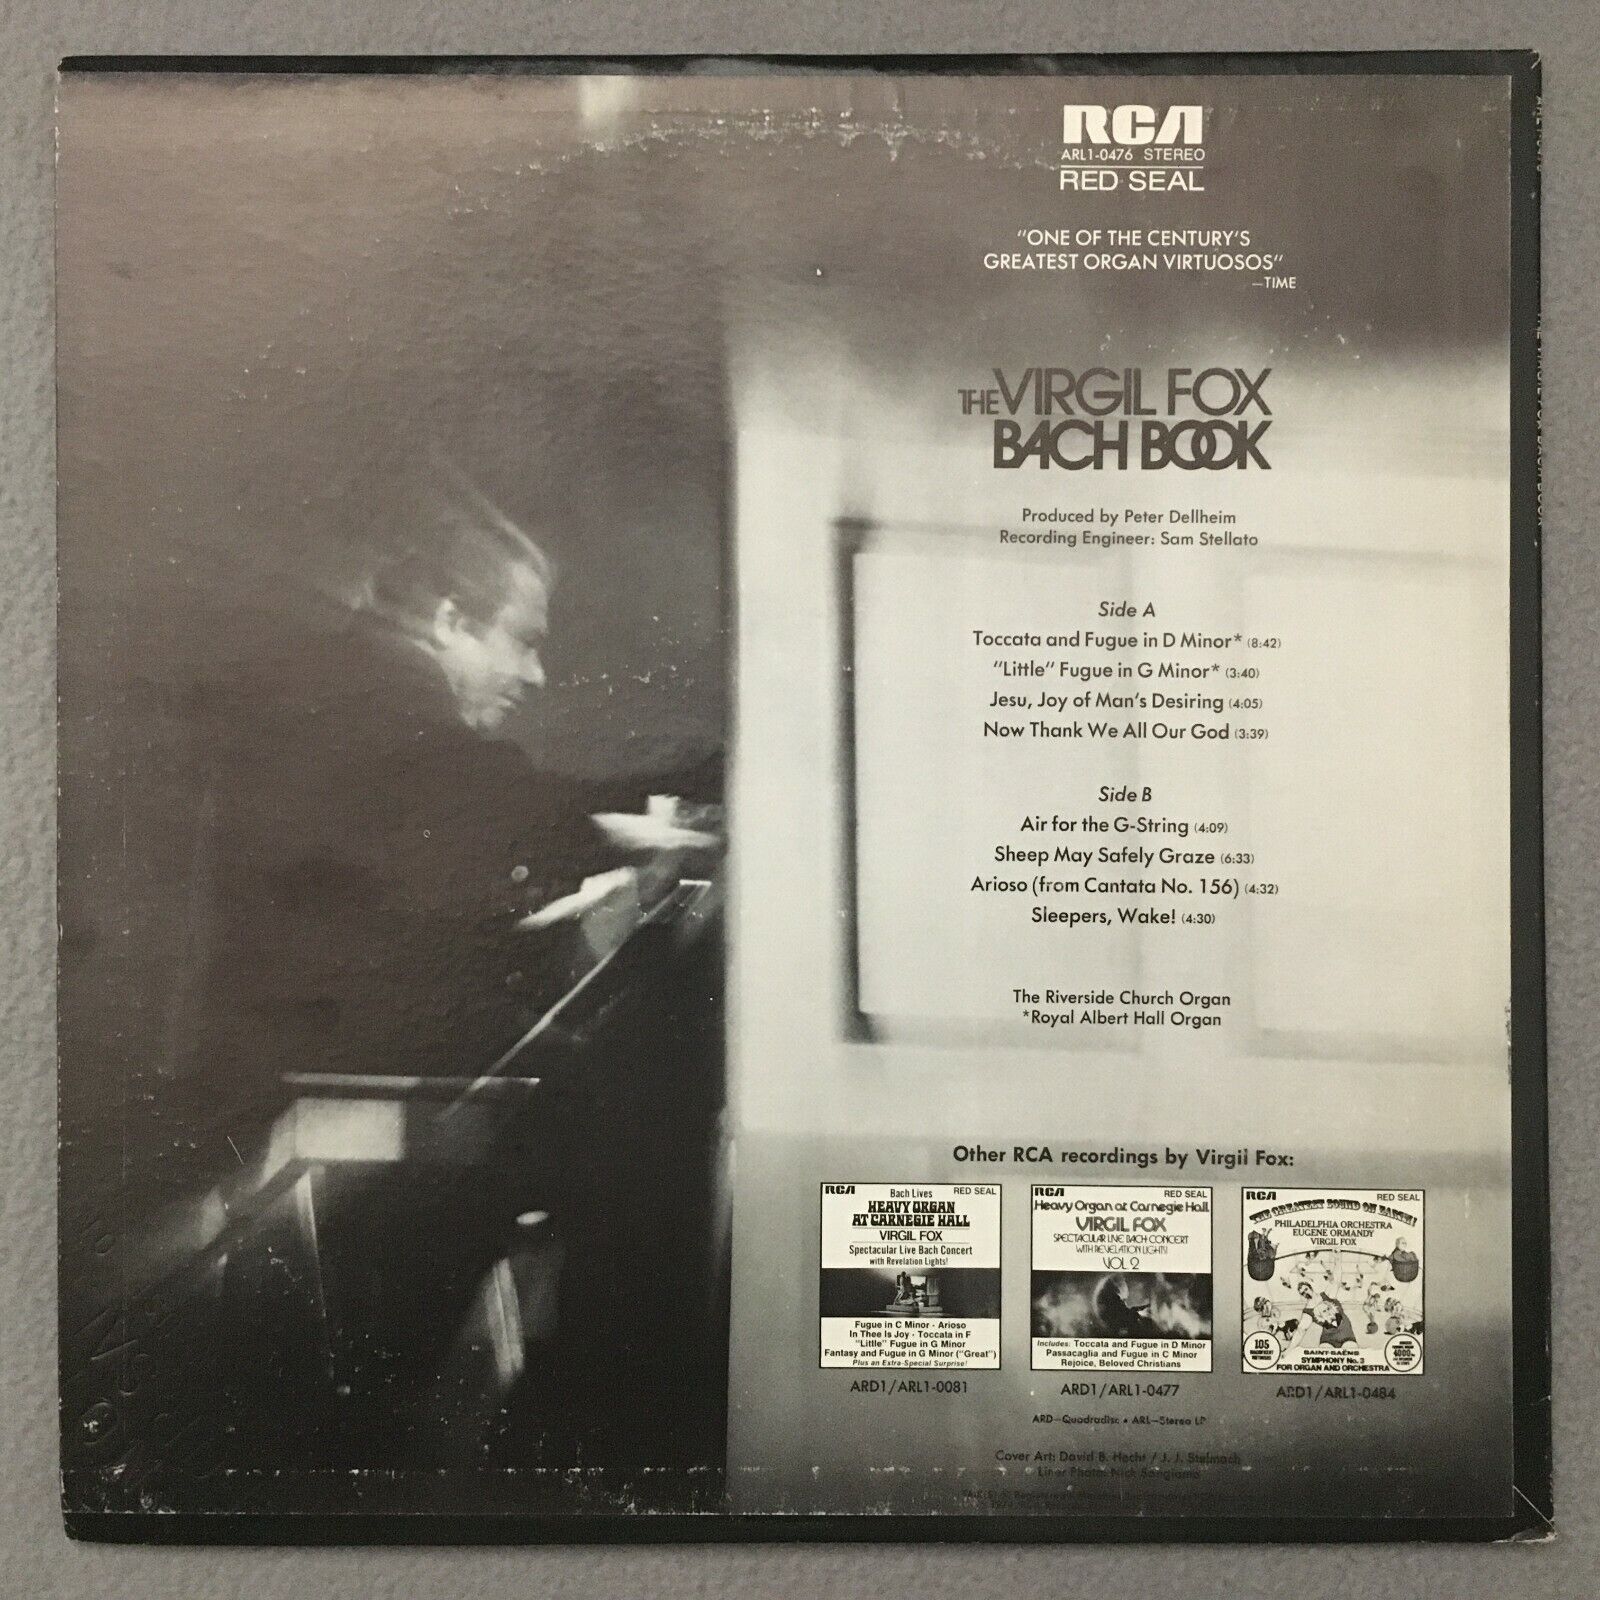 RCA
ARL1-0476 STEREO
RED SEAL
"ONE OF THE CENTURY'S
GREATEST ORGAN VIRTUOSOS"
—TIME
THE VIRGIL FOX
BACH BOOK
Produced by Peter Dellheim
Recording Engineer: Sam Stellato
Side A
Toccata and Fugue in D Minor* (8:42)
"Little" Fugue in G Minor* (3:40)
Jesu, Joy of Man's Desiring (4:05)
Now Thank We All Our God (3:39)
Side B
Air for the G-String (4:09)
Sheep May Safely Graze (6:33)
Arioso (from Cantata No. 156) (4:32)
Sleepers, Wake! (4:30)
The Riverside Church Organ
*Royal Albert Hall Organ
Other RCA recordings by Virgil Fox:
RCA RED SEAL
Bach Lives
HEAVY ORGAN
AT CARNEGIE HALL
VIRGIL FOX
Spectacular Live Bach Concert
with Revelation Lights!
Fugue in C Minor · Arioso
In Thee Is Joy · Toccata in F
"Little" Fugue in G Minor
Fantasy and Fugue in G Minor ("Great")
Plus an Extra-Special Surprise!
ARD1/ARL1-0081
RCA RED SEAL
Heavy Organ at Carnegie Hall
VIRGIL FOX
SPECTACULAR LIVE BACH CONCERT
WITH REVELATION LIGHTS!
VOL. 2
Includes: Toccata and Fugue in D Minor
Passacaglia and Fugue in C Minor
Rejoice, Beloved Christians
ARD1/ARL1-0477
RCA RED SEAL
THE GREATEST SOUND ON EARTH!
PHILADELPHIA ORCHESTRA
EUGENE ORMANDY
VIRGIL FOX
105
4000
SAINT-SAËNS
SYMPHONY No. 3
FOR ORGAN AND ORCHESTRA
ARD1/ARL1-0484
ARD—Quadradisc • ARL—Stereo LP
Cover Art: David B. Hecht / J. J. Stelmach
Liner Photo: Nick Sangiamo
THE VIRGIL FOX BACH BOOK